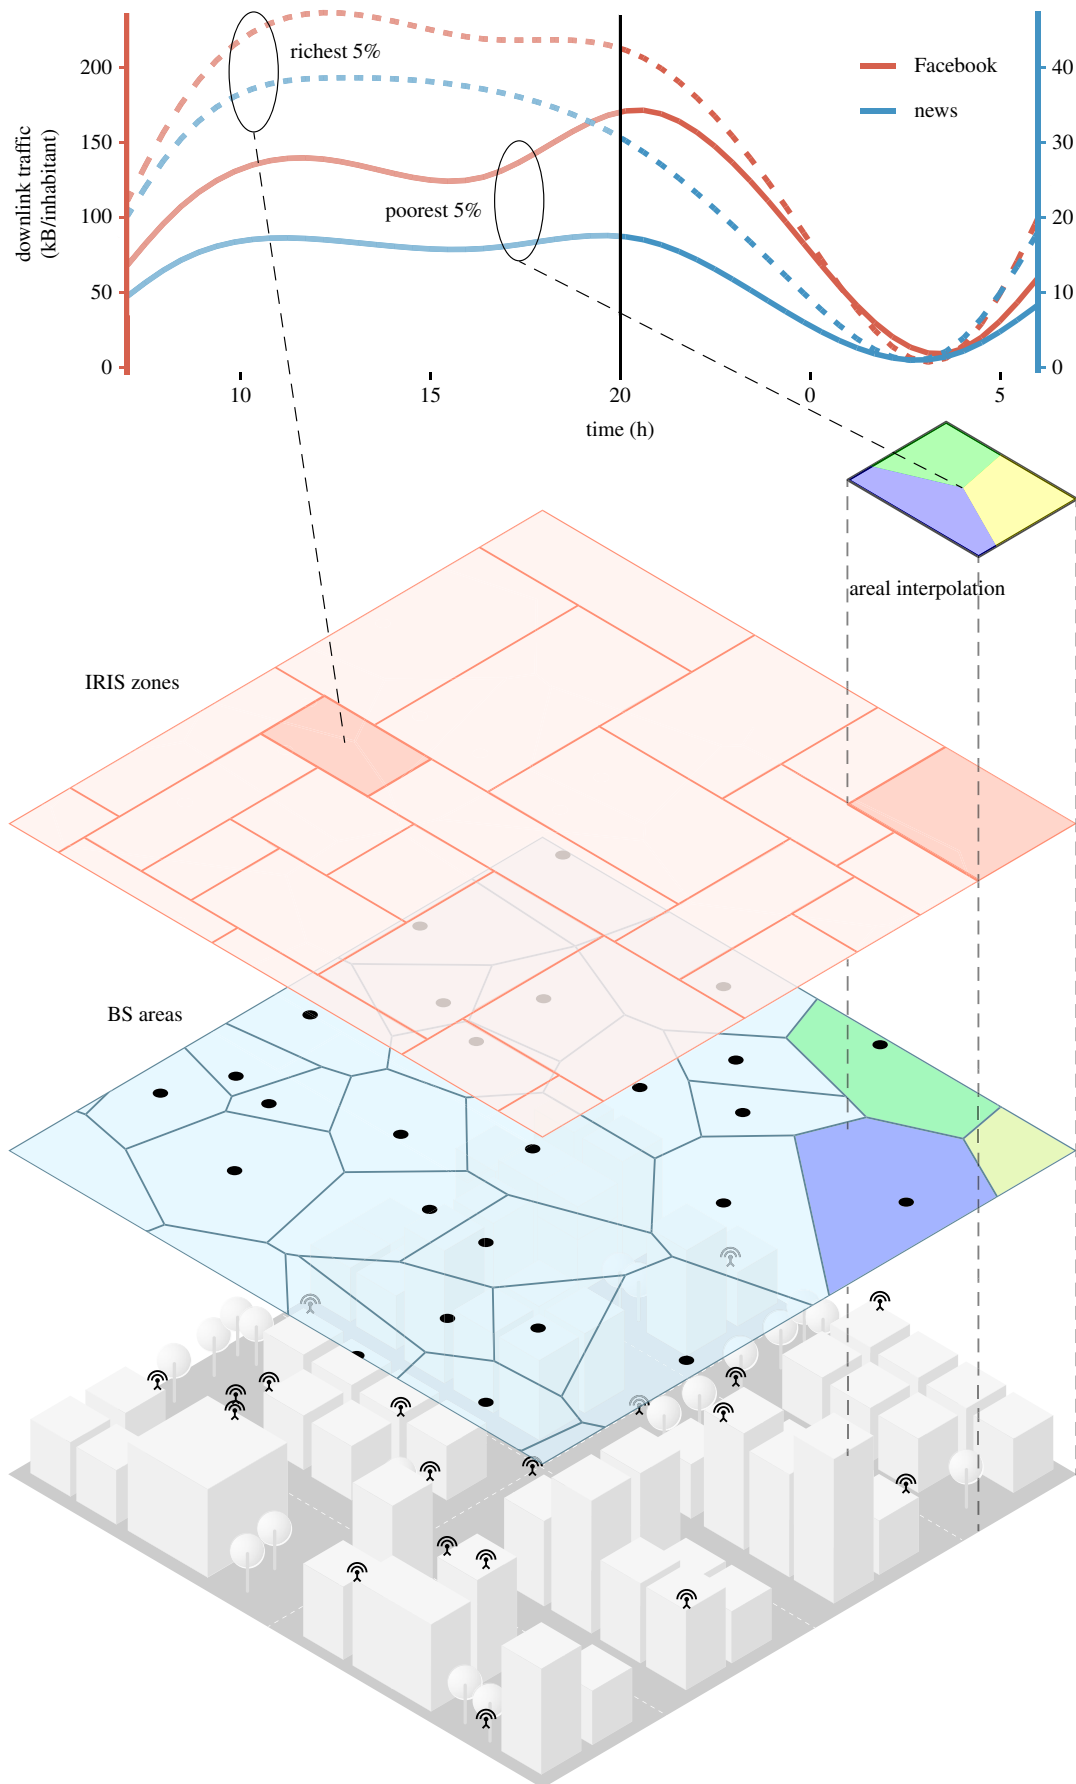 200
150
100
50
0
downlink traffic
(kB/inhabitant)
richest 5%
poorest 5%
Facebook
news
40
30
20
10
0
10
15
20
0
5
time (h)
areal interpolation
IRIS zones
BS areas